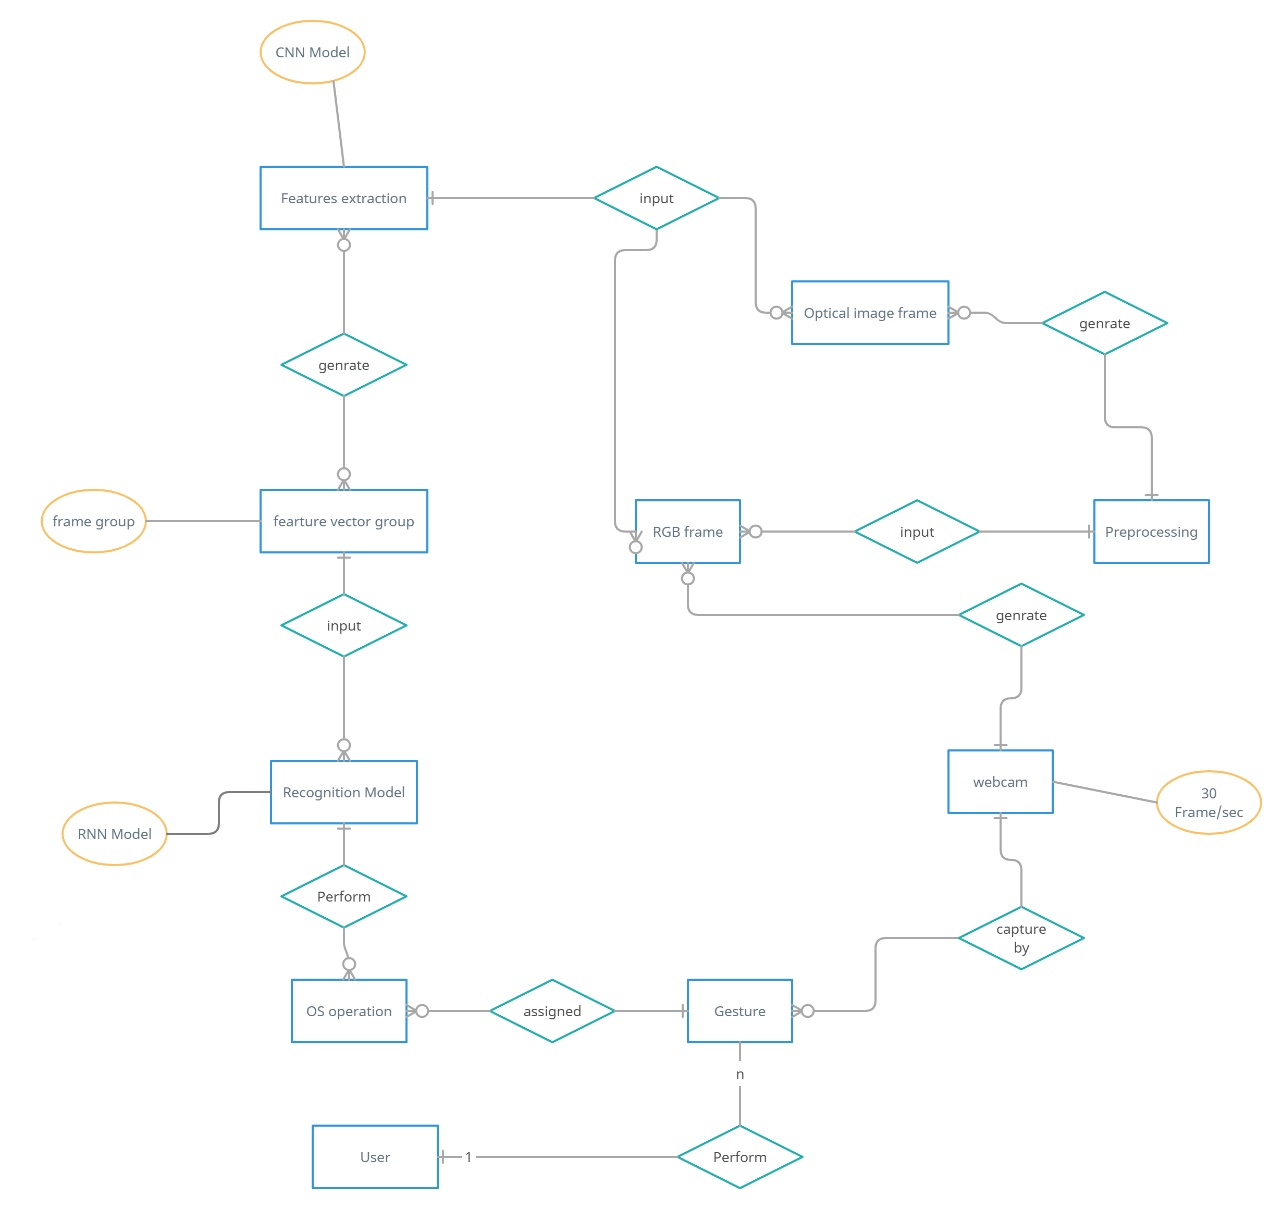 CNN Model
Features extraction
input
Optical image frame
genrate
genrate
frame group
fearture vector group
RGB frame
input
Preprocessing
input
genrate
Recognition Model
webcam
30
Frame/sec
RNN Model
Perform
capture
by
OS operation
assigned
Gesture
n
User
1
Perform